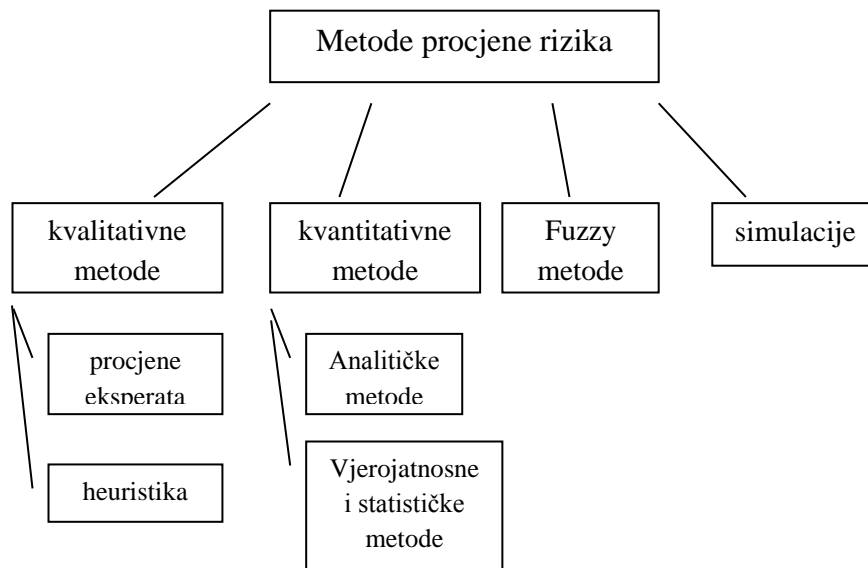 Metode procjene rizika
kvalitativne
metode
kvantitativne
metode
Fuzzy
metode
simulacije
procjene
eksperata
Analitičke
metode
heuristika
Vjerojatnosne
i statističke
metode